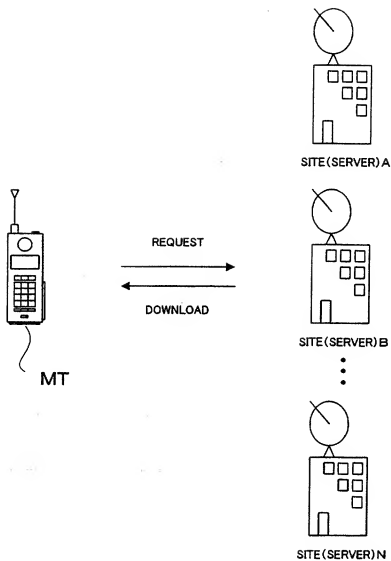 SITE(SERVER)A
REQUEST
DOWNLOAD
SITE(SERVER)B
MT
SITE(SERVER)N